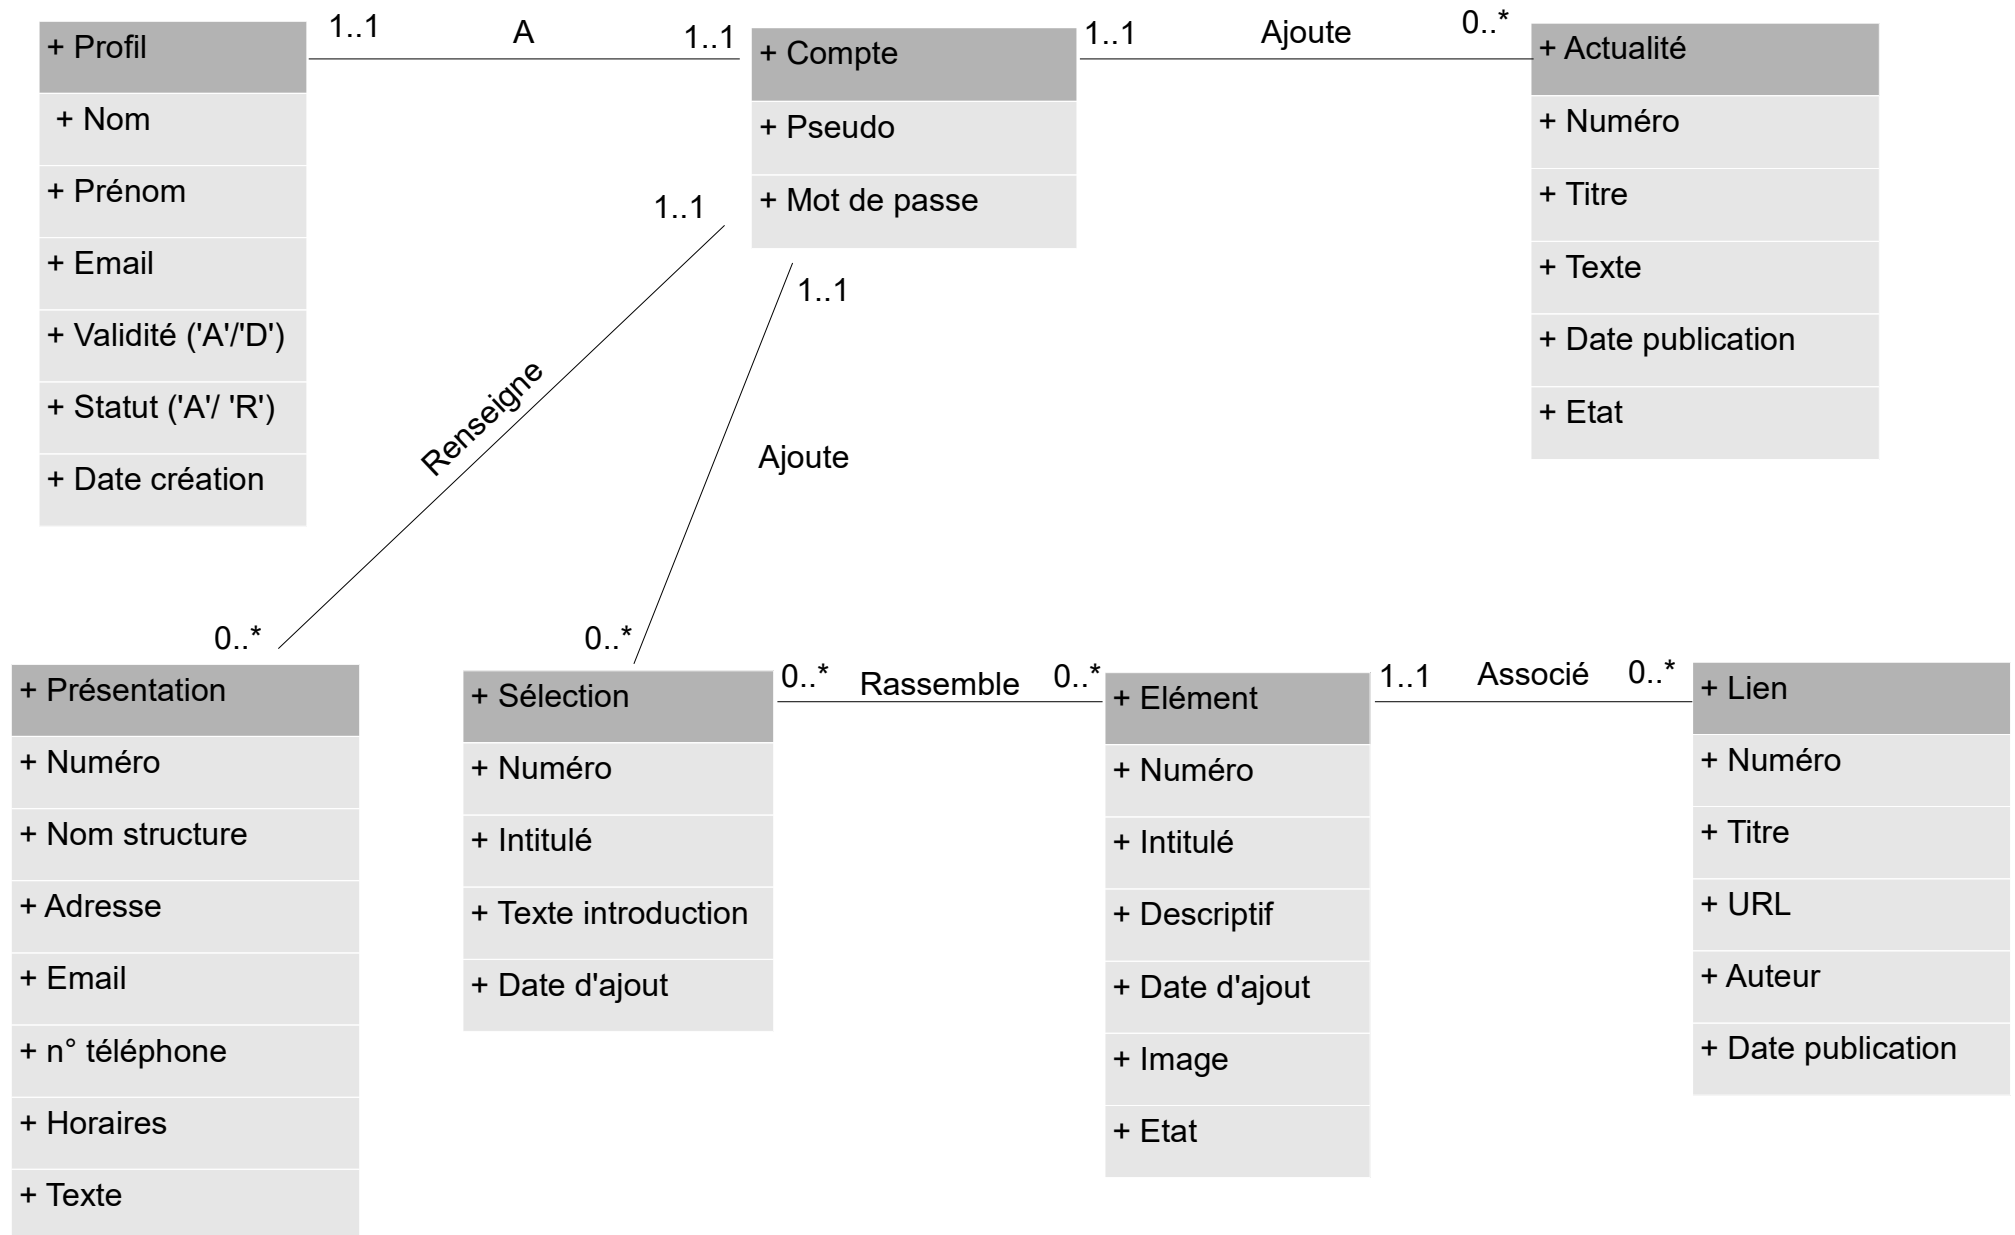 + Profil
+ Nom
+ Prénom
+ Email
+ Validité ('A'/'D')
+ Statut ('A'/ 'R')
+ Date création
1..1
A
1..1
+ Compte
+ Pseudo
+ Mot de passe
1..1
Ajoute
0..*
+ Actualité
+ Numéro
+ Titre
+ Texte
+ Date publication
+ Etat
1..1
Renseigne
0..*
1..1
Ajoute
0..*
+ Présentation
+ Numéro
+ Nom structure
+ Adresse
+ Email
+ n° téléphone
+ Horaires
+ Texte
+ Sélection
+ Numéro
+ Intitulé
+ Texte introduction
+ Date d'ajout
0..*
Rassemble
0..*
+ Elément
+ Numéro
+ Intitulé
+ Descriptif
+ Date d'ajout
+ Image
+ Etat
1..1
Associé
0..*
+ Lien
+ Numéro
+ Titre
+ URL
+ Auteur
+ Date publication